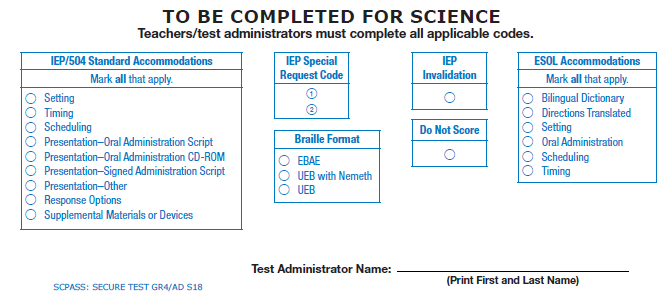 TO BE COMPLETED FOR SCIENCE
Teachers/test administrators must complete all applicable codes.
IEP/504 Standard Accommodations
Mark all that apply.
Setting
Timing
Scheduling
Presentation–Oral Administration Script
Presentation–Oral Administration CD-ROM
Presentation–Signed Administration Script
Presentation–Other
Response Options
Supplemental Materials or Devices
IEP Special
Request Code
1
2
Braille Format
EBAE
UEB with Nemeth
UEB
IEP
Invalidation
Do Not Score
ESOL Accommodations
Mark all that apply.
Bilingual Dictionary
Directions Translated
Setting
Oral Administration
Scheduling
Timing
Test Administrator Name:
(Print First and Last Name)
SCPASS: SECURE TEST GR4/AD S18